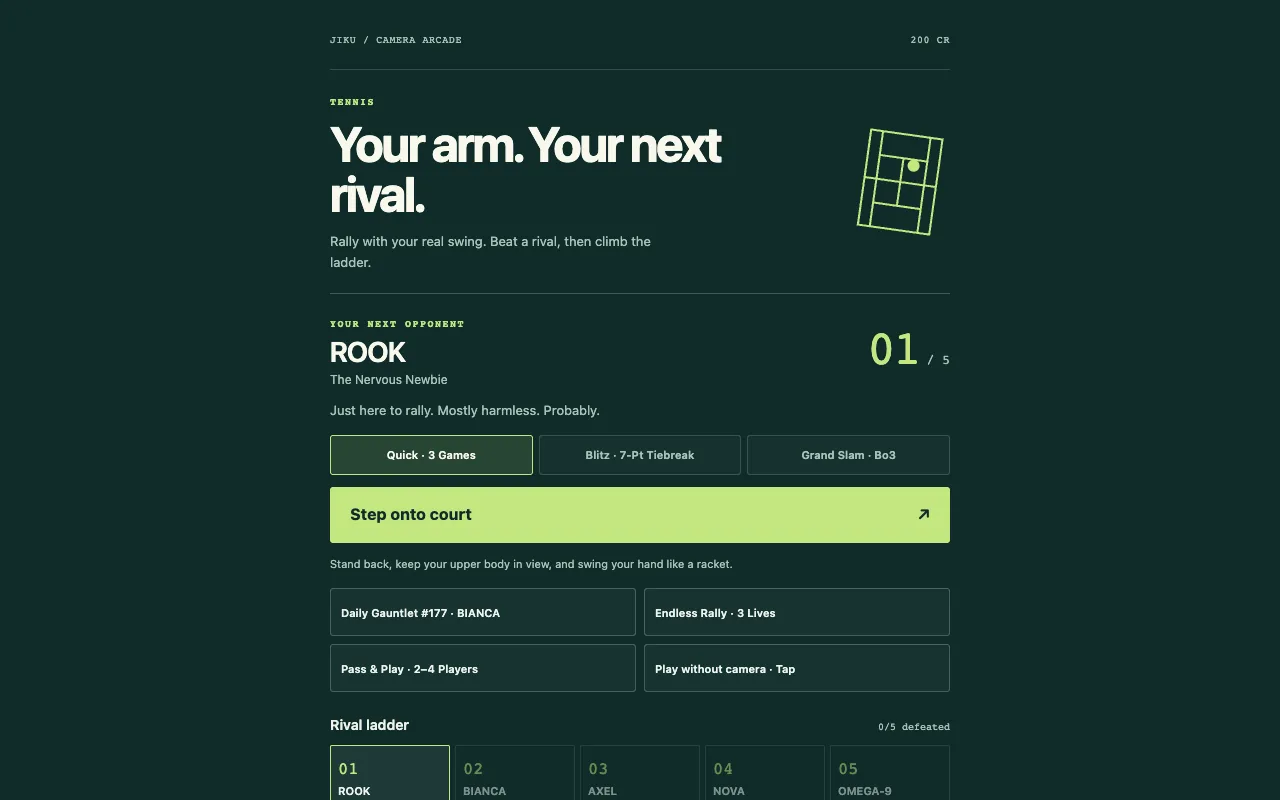 JIKU / CAMERA ARCADE
200 CR
TENNIS
Your arm. Your next
rival.
Rally with your real swing. Beat a rival, then climb the
ladder.
YOUR NEXT OPPONENT
ROOK
01 / 5
The Nervous Newbie
Just here to rally. Mostly harmless. Probably.
Quick · 3 Games
Blitz · 7-Pt Tiebreak
Grand Slam · Bo3
Step onto court ↗
Stand back, keep your upper body in view, and swing your hand like a racket.
Daily Gauntlet #177 · BIANCA
Endless Rally · 3 Lives
Pass & Play · 2–4 Players
Play without camera · Tap
Rival ladder
0/5 defeated
01
ROOK
02
BIANCA
03
AXEL
04
NOVA
05
OMEGA-9